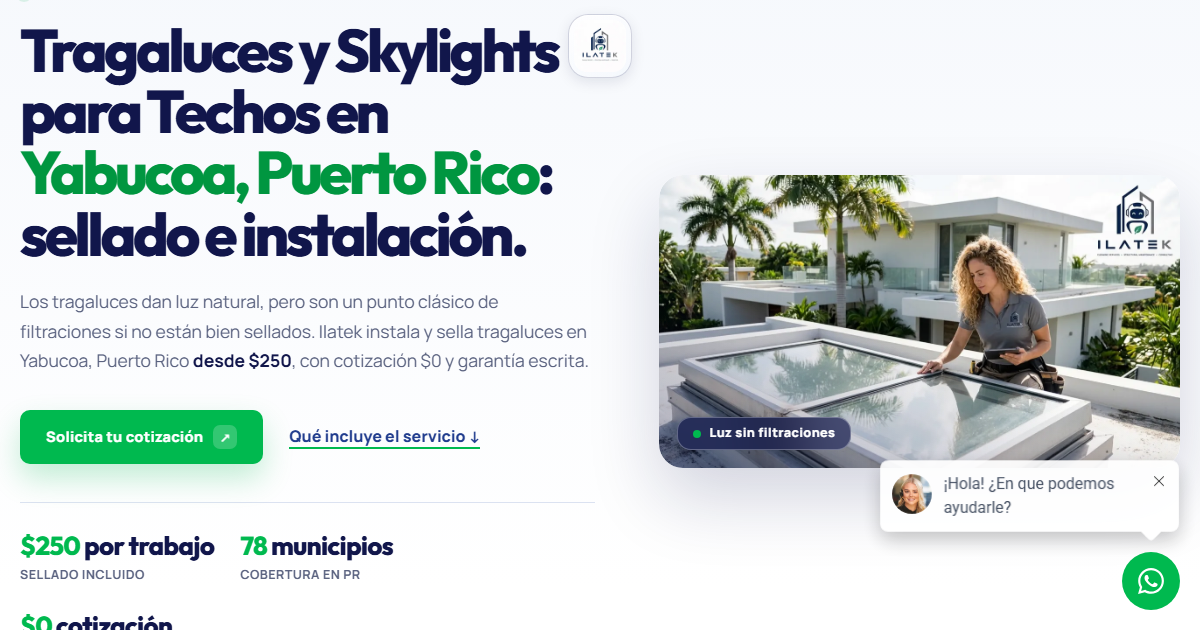 Tragaluces y Skylights
ILATEK
para Techos en
Yabucoa, Puerto Rico:
sellado e instalación.
Los tragaluces dan luz natural, pero son un punto clásico de
filtraciones si no están bien sellados. Ilatek instala y sella tragaluces en
Yabucoa, Puerto Rico desde $250, con cotización $0 y garantía escrita.
Solicita tu cotización ↗
Qué incluye el servicio ↓
$250 por trabajo
SELLADO INCLUIDO
78 municipios
COBERTURA EN PR
$0 cotización
ILATEK
Luz sin filtraciones
¡Hola! ¿En que podemos
ayudarle?